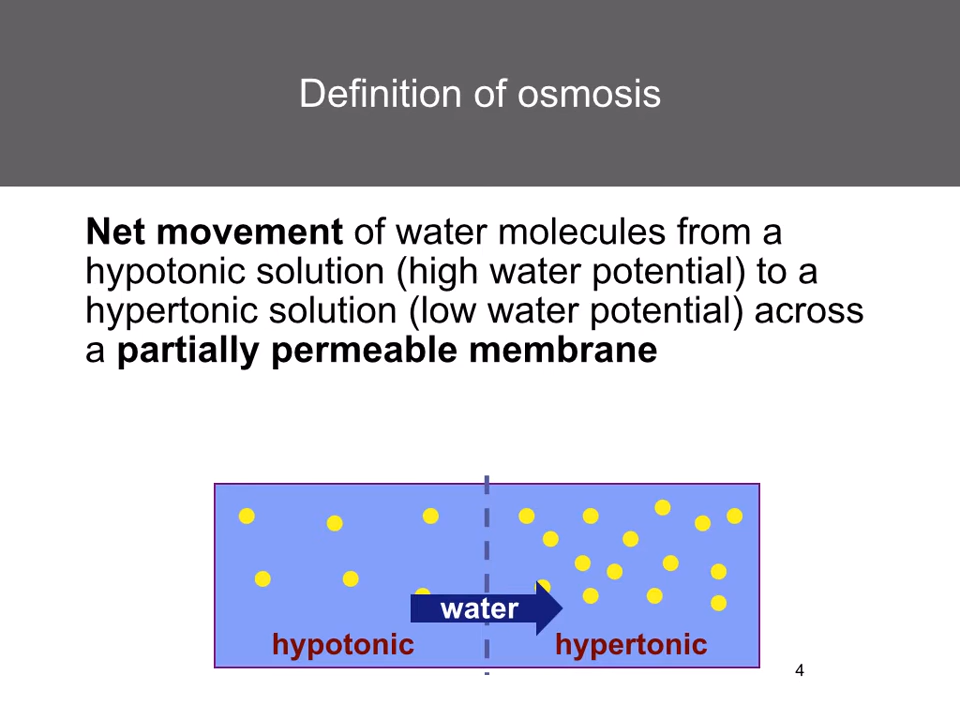 Definition of osmosis
Net movement of water molecules from a
hypotonic solution (high water potential) to a
hypertonic solution (low water potential) across
a partially permeable membrane
water
hypotonic hypertonic
4